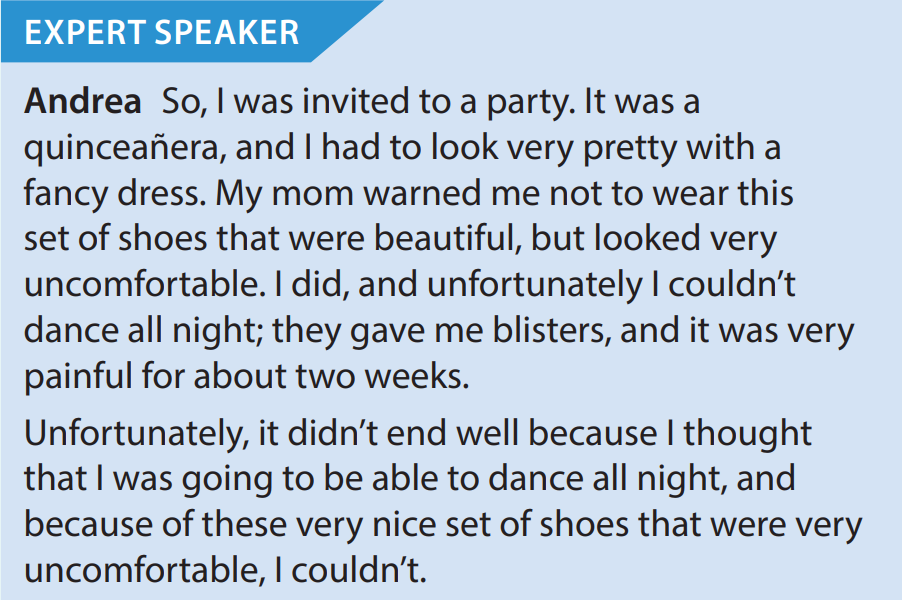 EXPERT SPEAKER
Andrea So, I was invited to a party. It was a
quinceañera, and I had to look very pretty with a
fancy dress. My mom warned me not to wear this
set of shoes that were beautiful, but looked very
uncomfortable. I did, and unfortunately I couldn’t
dance all night; they gave me blisters, and it was very
painful for about two weeks.
Unfortunately, it didn’t end well because I thought
that I was going to be able to dance all night, and
because of these very nice set of shoes that were very
uncomfortable, I couldn’t.